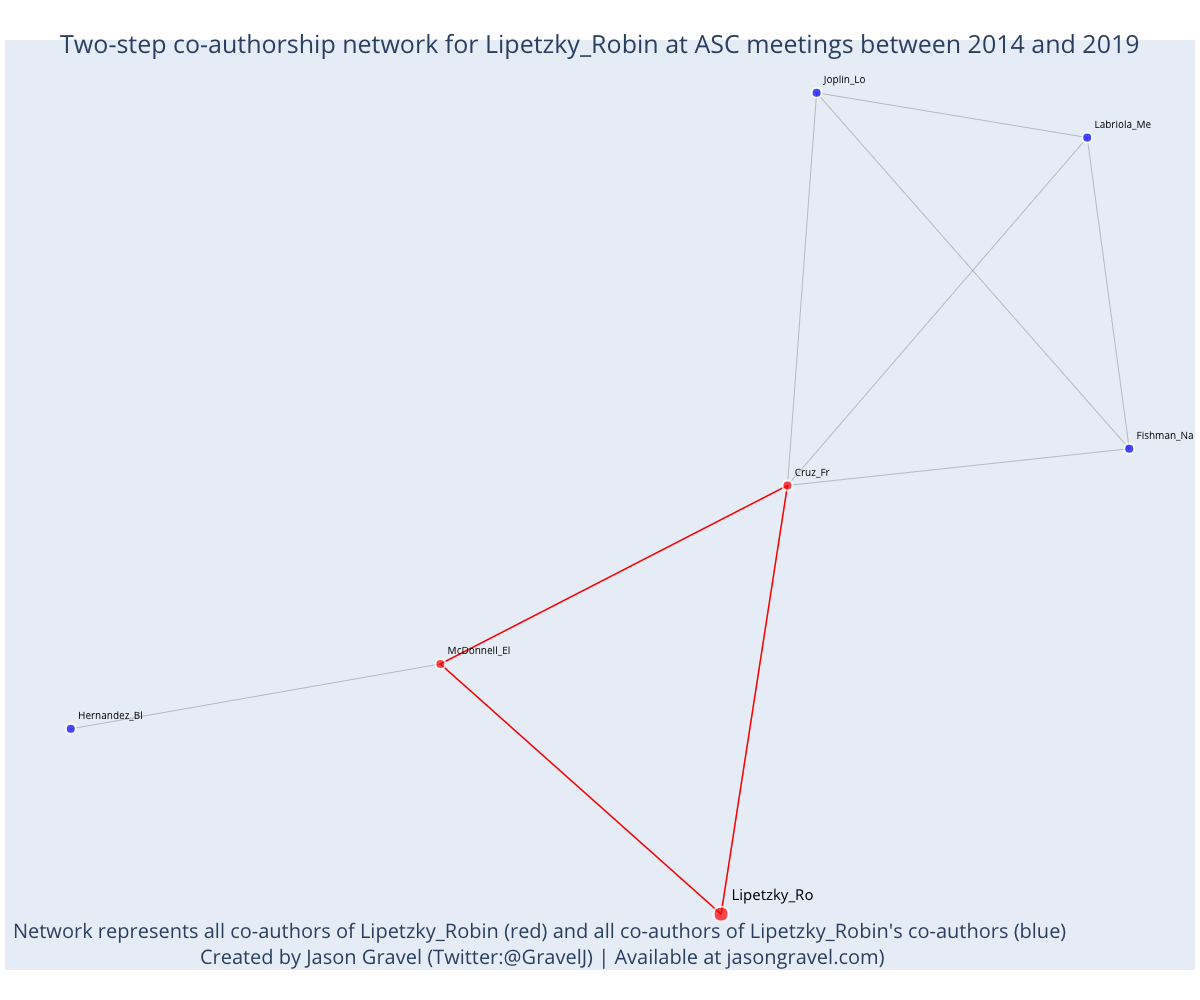 Two-step co-authorship network for Lipetzky_Robin at ASC meetings between 2014 and 2019
Joplin_Lo
Labriola_Me
Fishman_Na
Cruz_Fr
McDonnell_El
Hernandez_Bl
Lipetzky_Ro
Network represents all co-authors of Lipetzky_Robin (red) and all co-authors of Lipetzky_Robin's co-authors (blue)
Created by Jason Gravel (Twitter:@GravelJ) | Available at jasongravel.com)